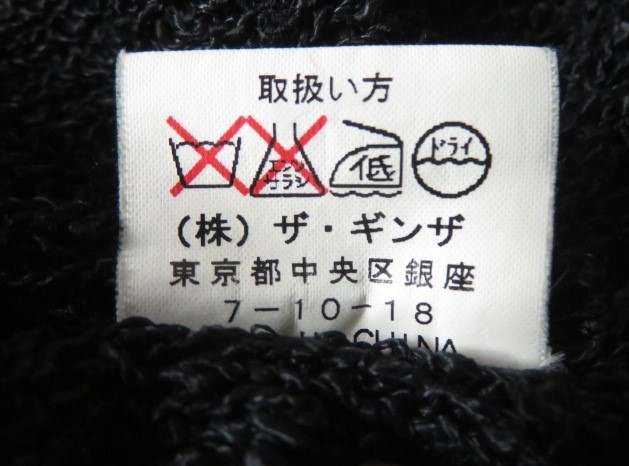 取扱い方
エンソ
サラシ
低
ドライ
(株)ザ・ギンザ
東京都中央区銀座
7-10-18
CHINA